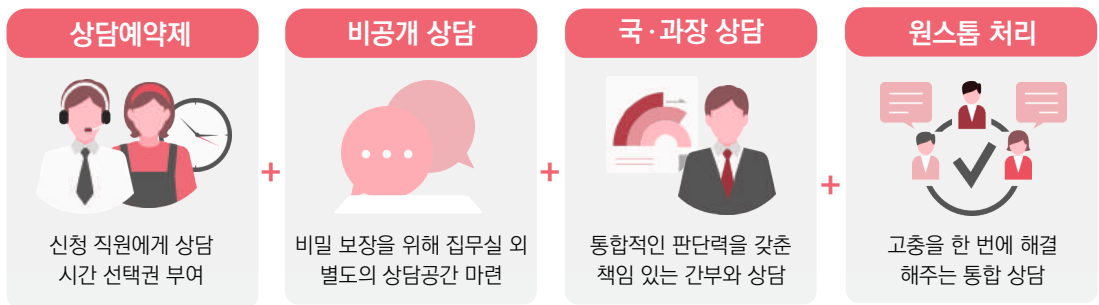 상담예약제
신청 직원에게 상담
시간 선택권 부여
+
비공개 상담
비밀 보장을 위해 집무실 외
별도의 상담공간 마련
+
국·과장 상담
통합적인 판단력을 갖춘
책임 있는 간부와 상담
+
원스톱 처리
고충을 한 번에 해결
해주는 통합 상담